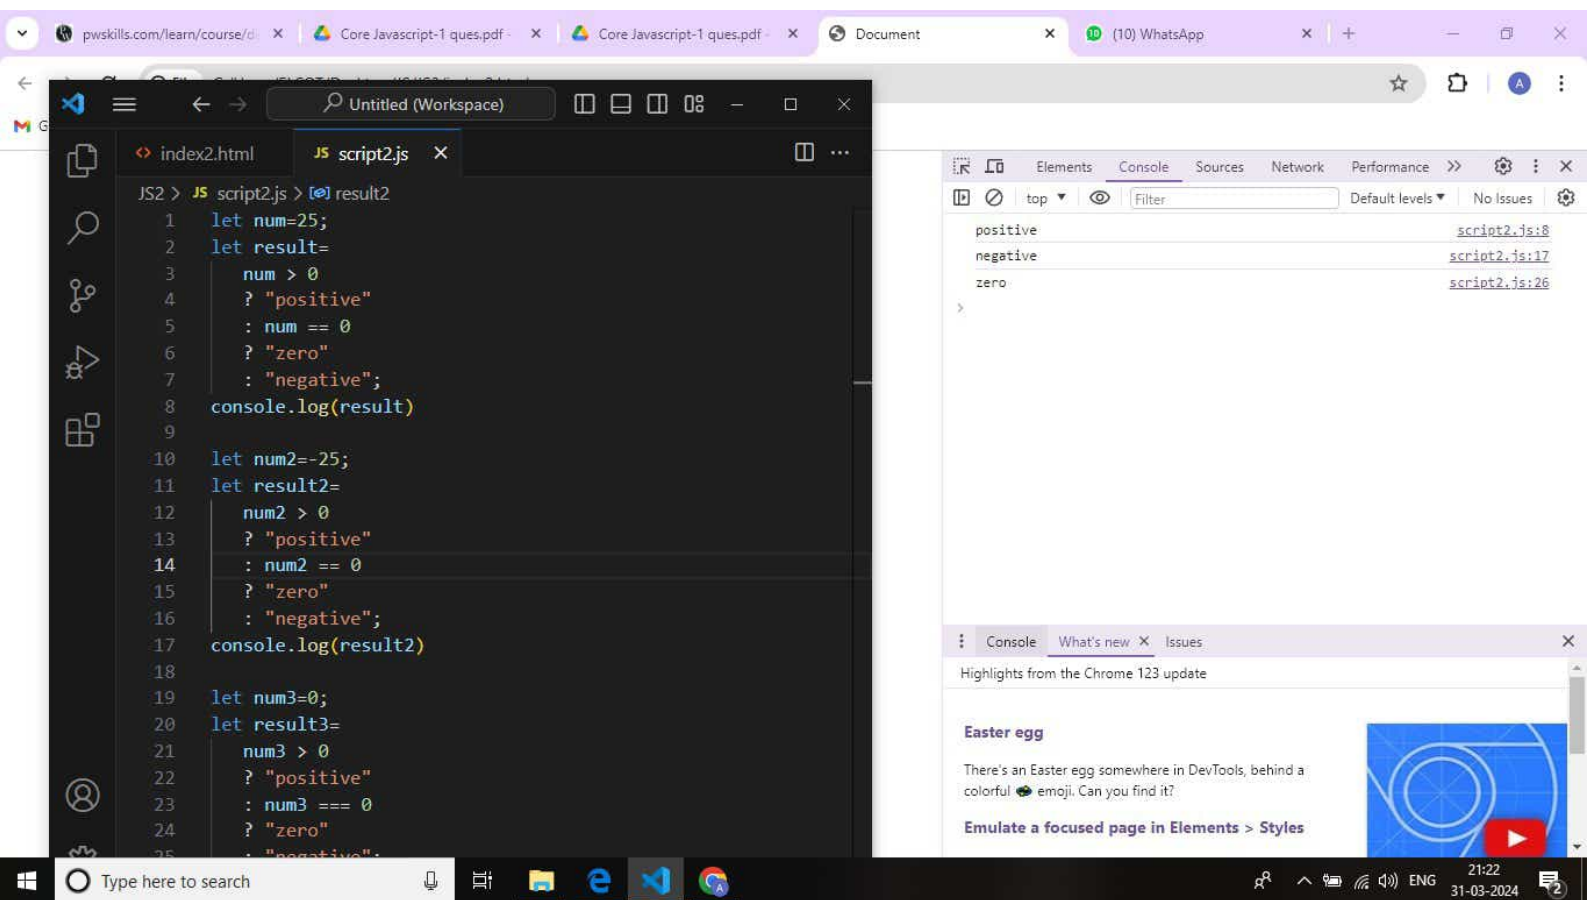 pwskills.com/learn/course/d
Core Javascript-1 ques.pdf -
Core Javascript-1 ques.pdf -
Document
(10) WhatsApp
Untitled (Workspace)
index2.html
JS script2.js
JS2 > JS script2.js > result2
1 let num=25;
2 let result=
3 num > 0
4 ? "positive"
5 : num == 0
6 ? "zero"
7 : "negative";
8 console.log(result)
9
10 let num2=-25;
11 let result2=
12 num2 > 0
13 ? "positive"
14 : num2 == 0
15 ? "zero"
16 : "negative";
17 console.log(result2)
18
19 let num3=0;
20 let result3=
21 num3 > 0
22 ? "positive"
23 : num3 === 0
24 ? "zero"
25 : "negative";
A
Elements Console Sources Network Performance >>
top ▼ Filter Default levels ▼ No Issues
positive script2.js:8
negative script2.js:17
zero script2.js:26
>
Console What's new Issues
Highlights from the Chrome 123 update
Easter egg
There's an Easter egg somewhere in DevTools, behind a
colorful emoji. Can you find it?
Emulate a focused page in Elements > Styles
Type here to search
ENG
21:22
31-03-2024
2